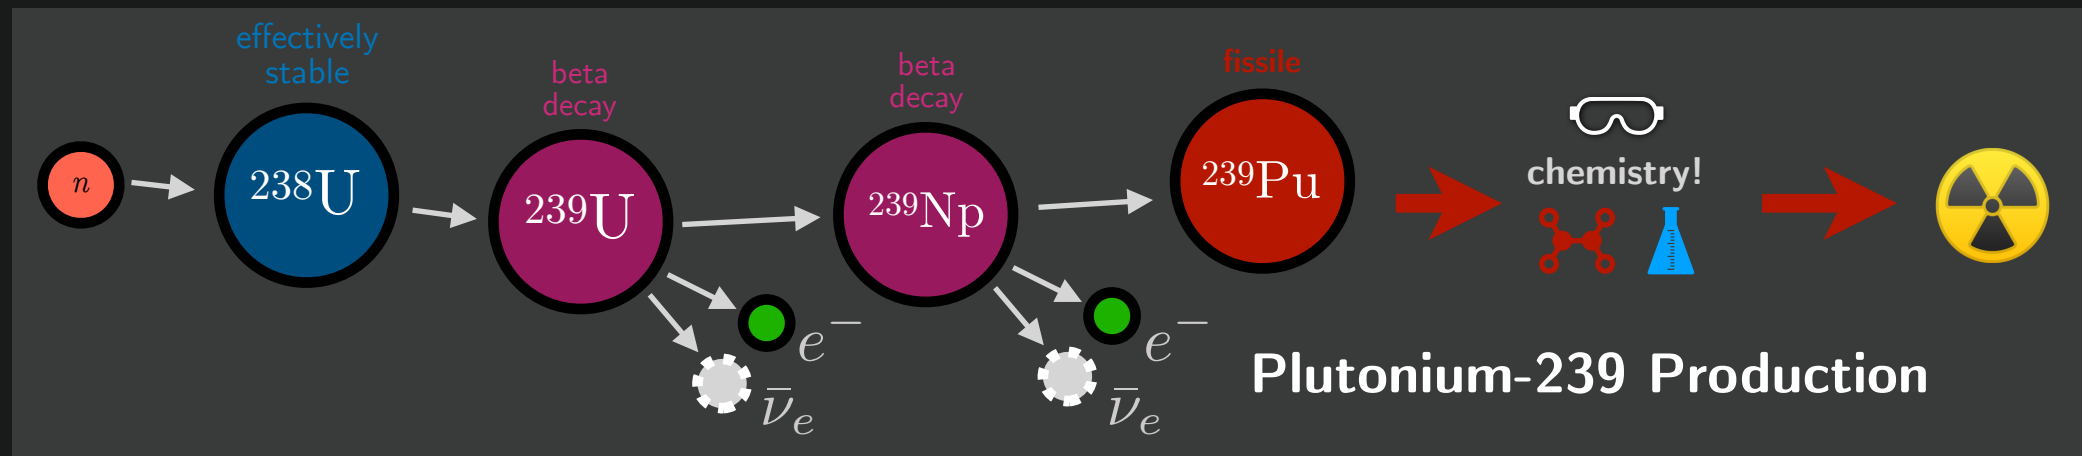 effectively
stable
beta
decay
beta
decay
fissile
n
²³⁸U
²³⁹U
²³⁹Np
²³⁹Pu
chemistry!
e⁻
ν̄ₑ
e⁻
ν̄ₑ
Plutonium-239 Production